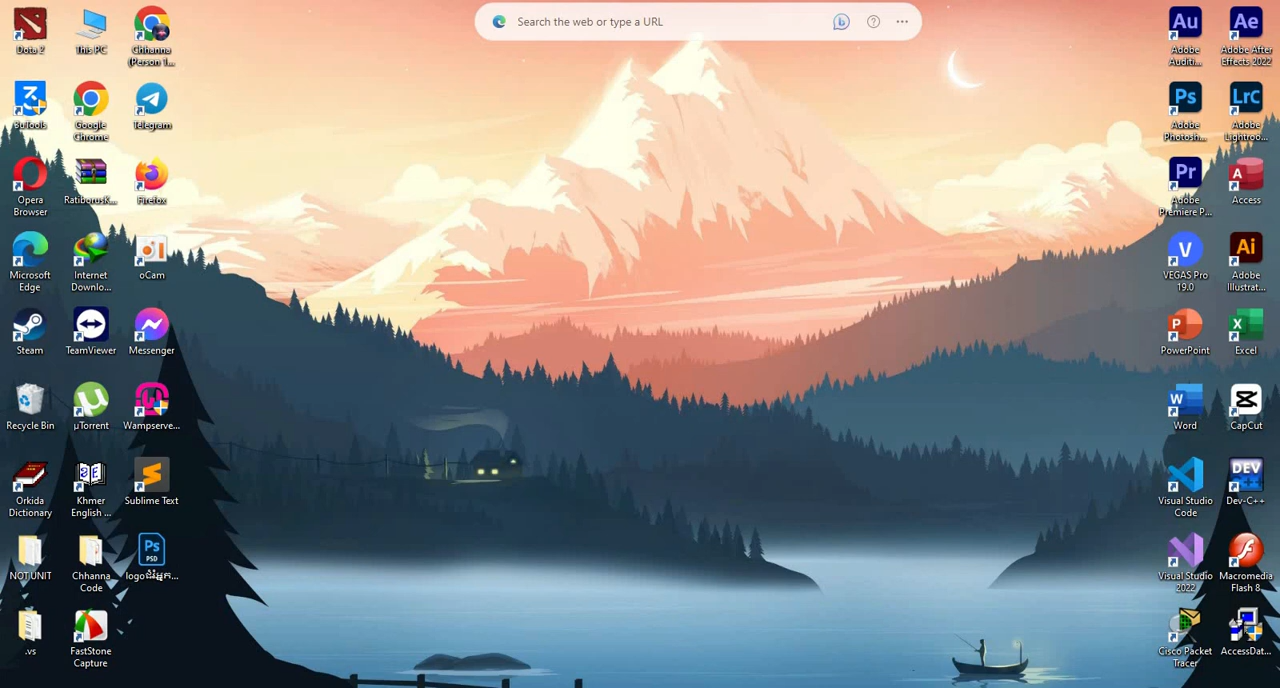 Search the web or type a URL
Dota 2
This PC
Chhanna
(Person 1...
3uTools
Google
Chrome
Telegram
Opera
Browser
RatiborusK...
Firefox
Microsoft
Edge
Internet
Downlo...
oCam
Steam
TeamViewer
Messenger
Recycle Bin
µTorrent
Wampserve...
Orkida
Dictionary
Khmer
English ...
Sublime Text
NOT UNIT
Chhanna
Code
Ps
PSD
.vs
FastStone
Capture
Au
Adobe
Auditi...
Ae
Adobe After
Effects 2022
Ps
Adobe
Photosh...
LrC
Adobe
Lightroo...
Pr
Adobe
Premiere P...
A
Access
V
VEGAS Pro
19.0
Ai
Adobe
Illustrat...
P
PowerPoint
X
Excel
W
Word
CapCut
Visual Studio
Code
DEV
C++
Dev-C++
Visual Studio
2022
Macromedia
Flash 8
Cisco Packet
Tracer
AccessDat...